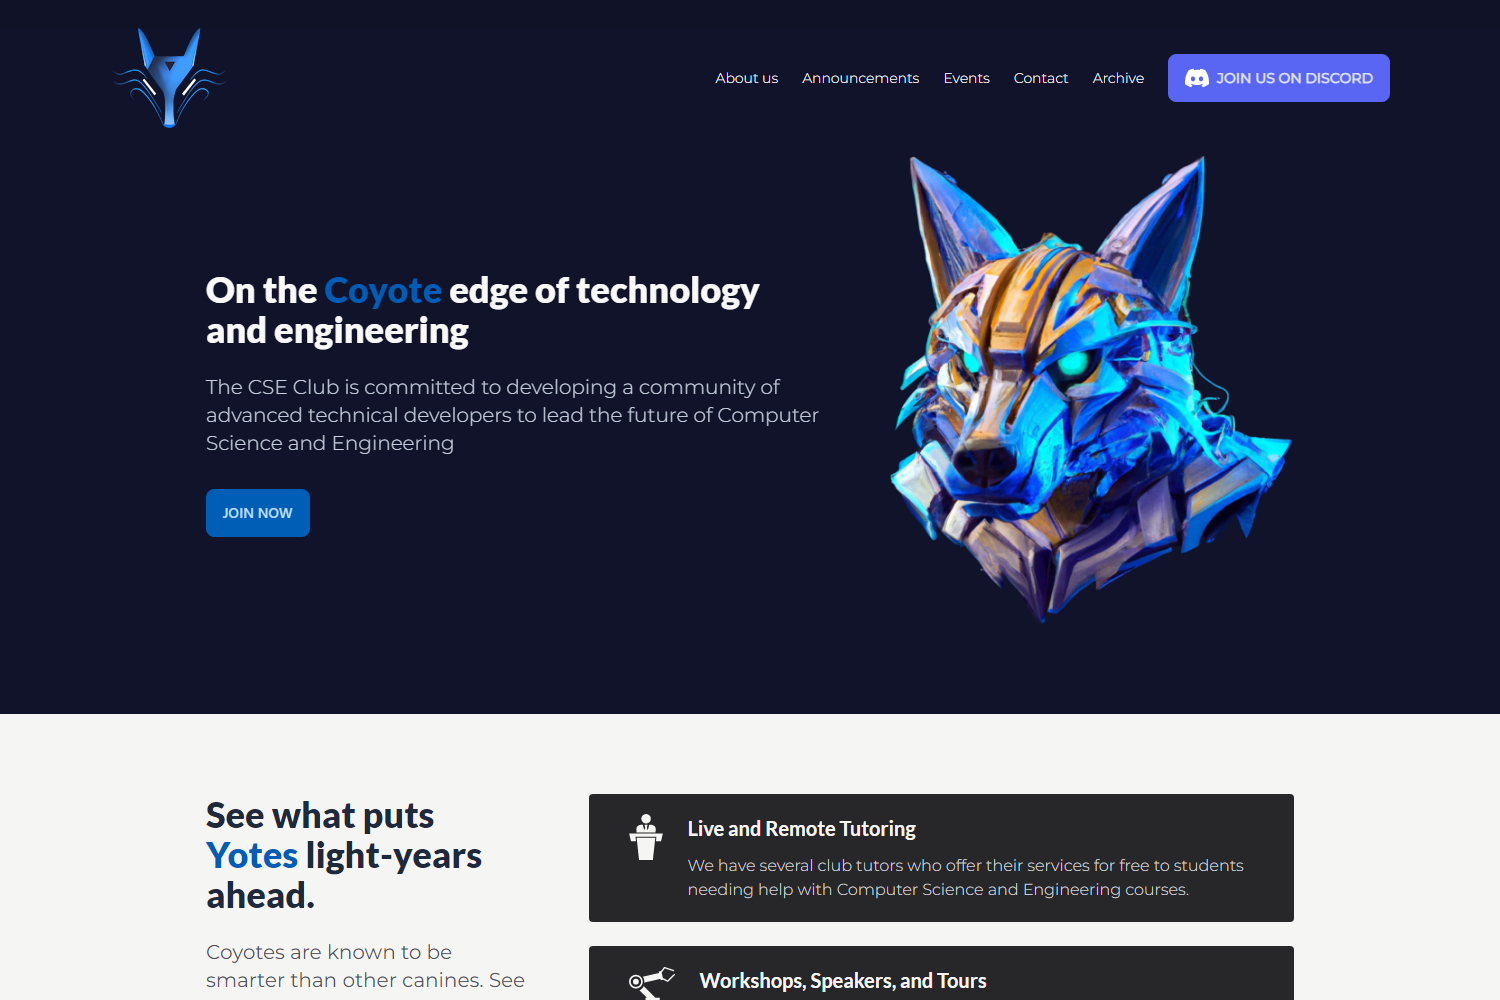 About us
Announcements
Events
Contact
Archive
JOIN US ON DISCORD
On the Coyote edge of technology
and engineering
The CSE Club is committed to developing a community of
advanced technical developers to lead the future of Computer
Science and Engineering
JOIN NOW
See what puts
Yotes light-years
ahead.
Coyotes are known to be
smarter than other canines. See
Live and Remote Tutoring
We have several club tutors who offer their services for free to students
needing help with Computer Science and Engineering courses.
Workshops, Speakers, and Tours